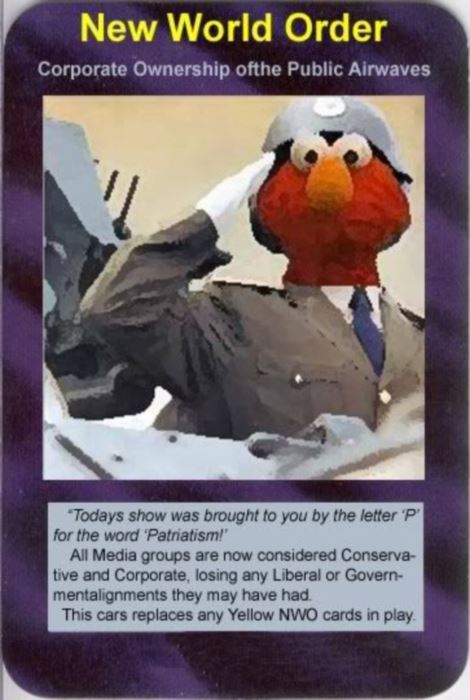 New World Order
Corporate Ownership ofthe Public Airwaves
"Todays show was brought to you by the letter 'P'
for the word 'Patriatism!'
All Media groups are now considered Conserva-
tive and Corporate, losing any Liberal or Govern-
mentalignments they may have had.
This cars replaces any Yellow NWO cards in play.